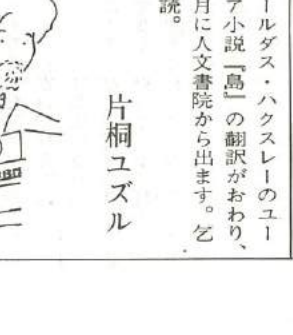 ールダス・ハクスレーのユー
ア小説『島』の翻訳がおわり、
月に人文書院から出ます。乞
読。
片桐ユズル